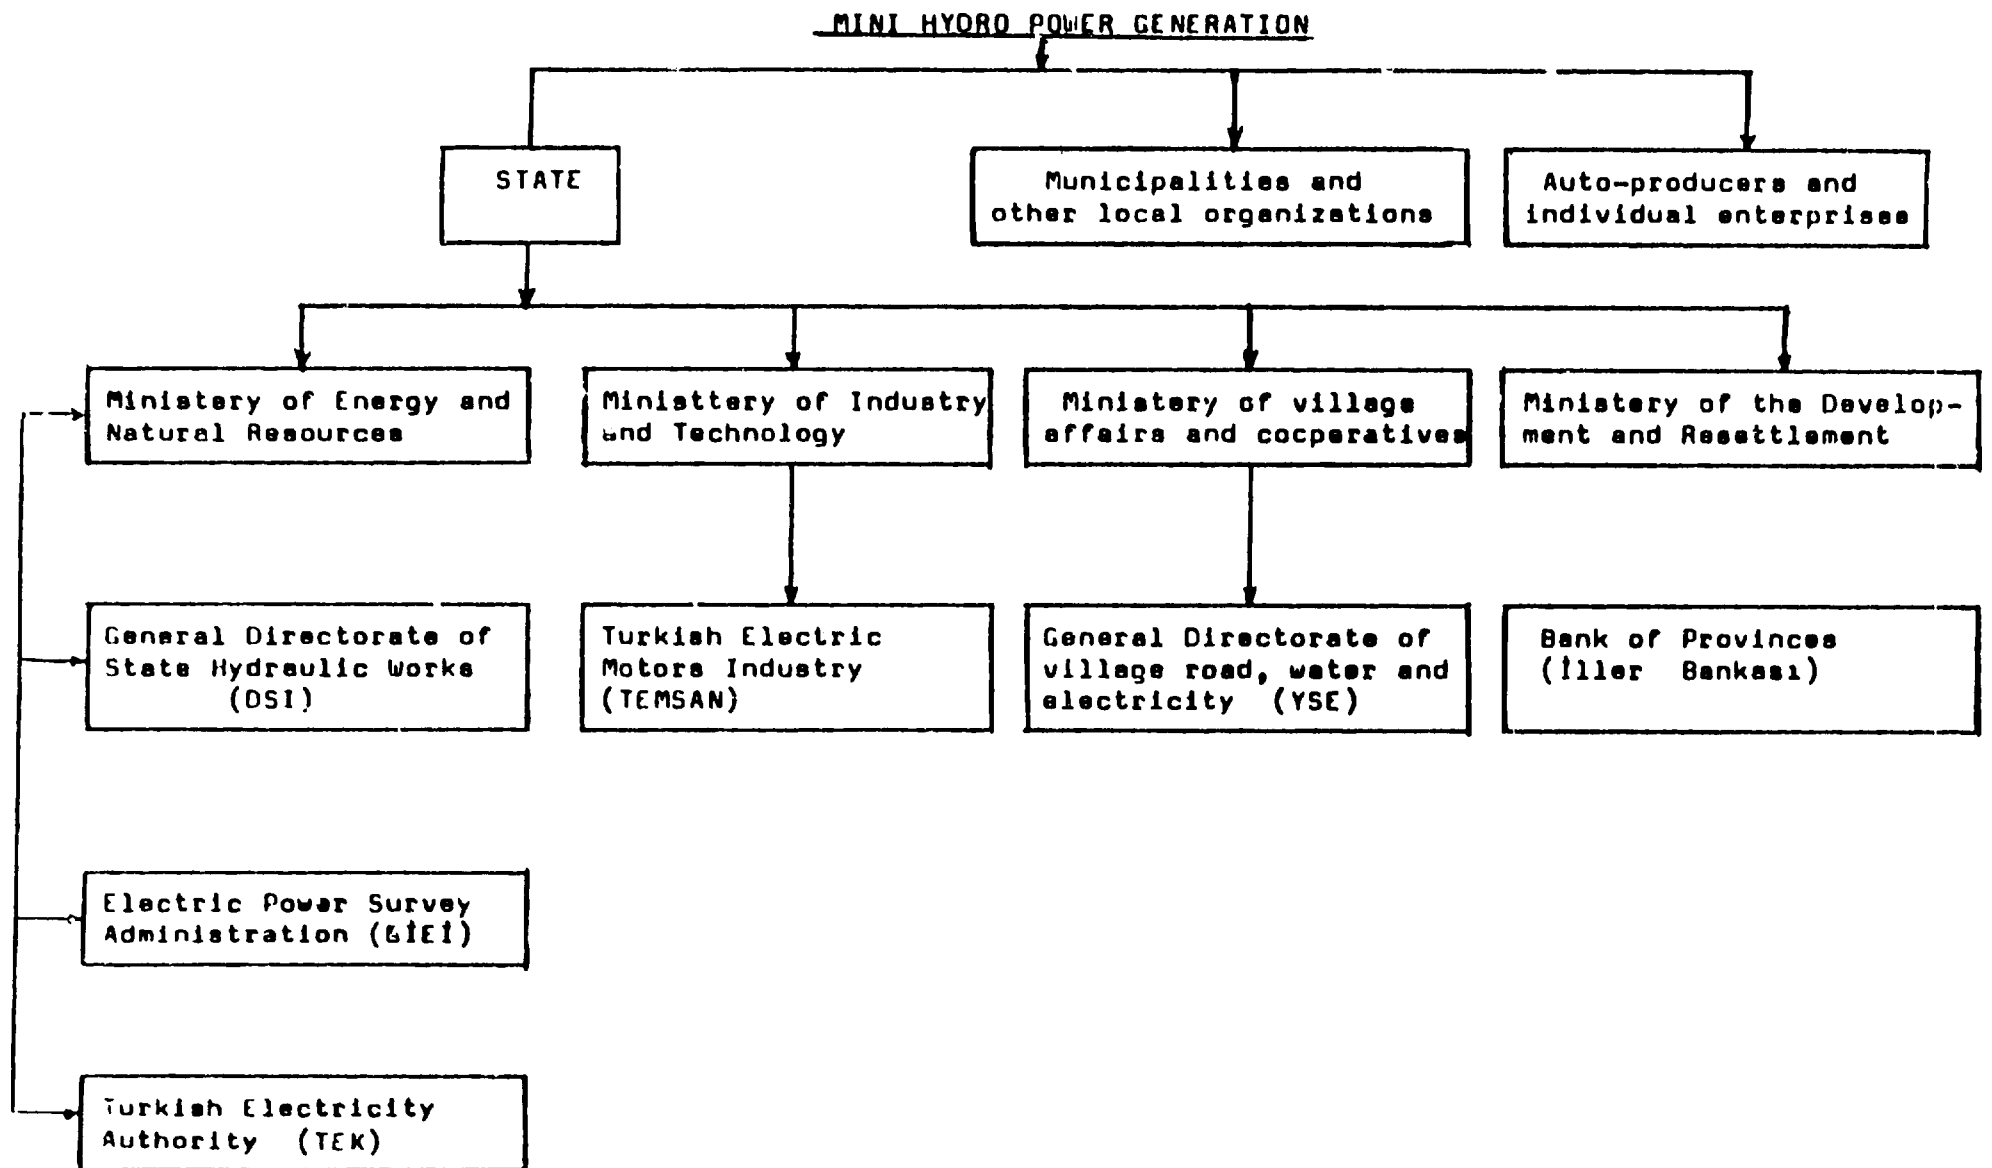 MINI HYDRO POWER GENERATION
STATE
Municipalities and
other local organizations
Auto-producers and
individual enterprises
Ministery of Energy and
Natural Resources
Ministtery of Industry
and Technology
Ministery of village
affairs and cooperatives
Ministery of the Develop-
ment and Resettlement
General Directorate of
State Hydraulic Works
(DSI)
Turkish Electric
Motors Industry
(TEMSAN)
General Directorate of
village road, water and
electricity (YSE)
Bank of Provinces
(İller Bankası)
Electric Power Survey
Administration
Turkish Electricity
Authority (TEK)